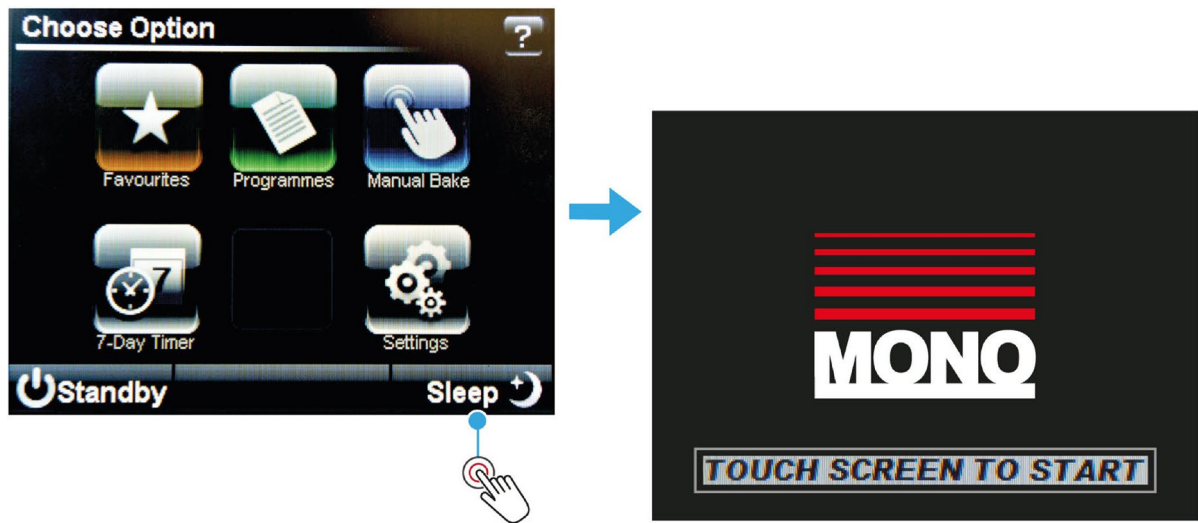 Choose Option
?
Favourites
Programmes
Manual Bake
7
7-Day Timer
Settings
Standby
Sleep
MONO
TOUCH SCREEN TO START